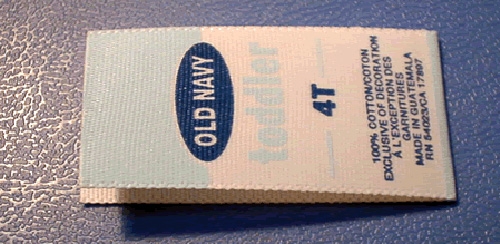 OLD NAVY
toddler
4T
100% COTTON/COTON
EXCLUSIVE OF DECORATION
À L'EXCEPTION DES
GARNITURES
MADE IN GUATEMALA
RN 54023/CA 17897